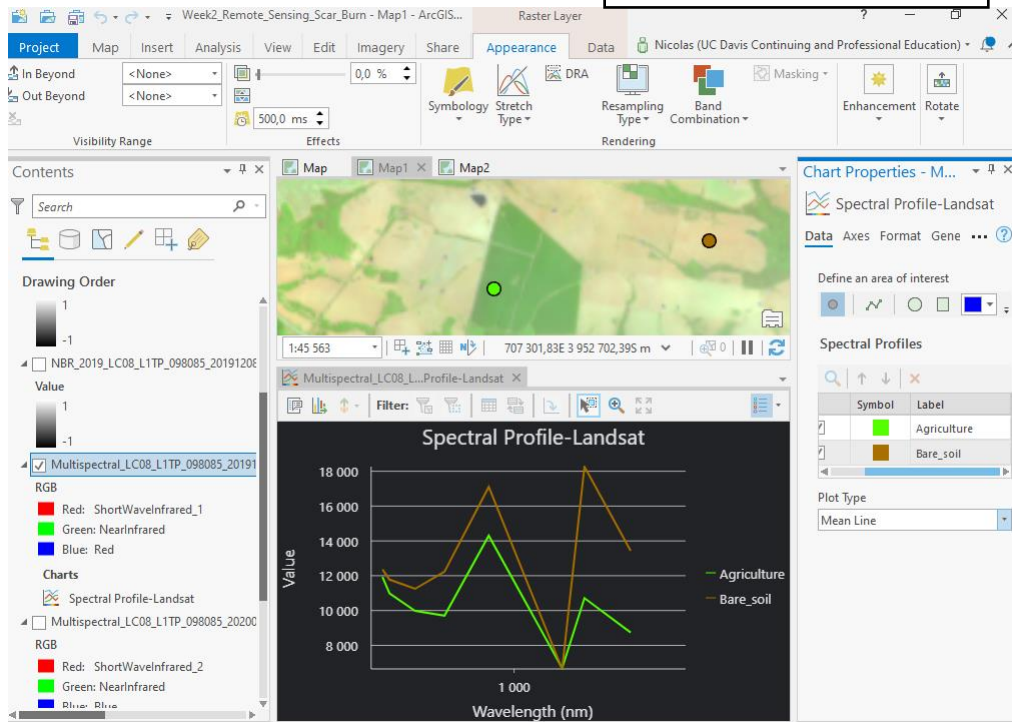 Week2_Remote_Sensing_Scar_Burn - Map1 - ArcGIS...
Raster Layer
? — ×
Project Map Insert Analysis View Edit Imagery Share Appearance Data Nicolas (UC Davis Continuing and Professional Education)
In Beyond <None> 0,0 % DRA Masking
Out Beyond <None>
Symbology Stretch Type Resampling Type Band Combination Enhancement Rotate
500,0 ms
Visibility Range Effects Rendering
Contents
Search
Drawing Order
1
-1
NBR_2019_LC08_L1TP_098085_20191208
Value
1
-1
Multispectral_LC08_L1TP_098085_20191
RGB
Red: ShortWaveInfrared_1
Green: NearInfrared
Blue: Red
Charts
Spectral Profile-Landsat
Multispectral_LC08_L1TP_098085_20200
RGB
Red: ShortWaveInfrared_2
Green: NearInfrared
Blue: Blue
Map Map1 Map2
1:45 563 707 301,83E 3 952 702,39S m 0
Multispectral_LC08_L...Profile-Landsat
Filter:
Spectral Profile-Landsat
18 000
16 000
14 000
12 000
10 000
8 000
Value
1 000
Wavelength (nm)
Agriculture
Bare_soil
Chart Properties - M...
Spectral Profile-Landsat
Data Axes Format Gene ...
Define an area of interest
Spectral Profiles
Symbol Label
Agriculture
Bare_soil
Plot Type
Mean Line